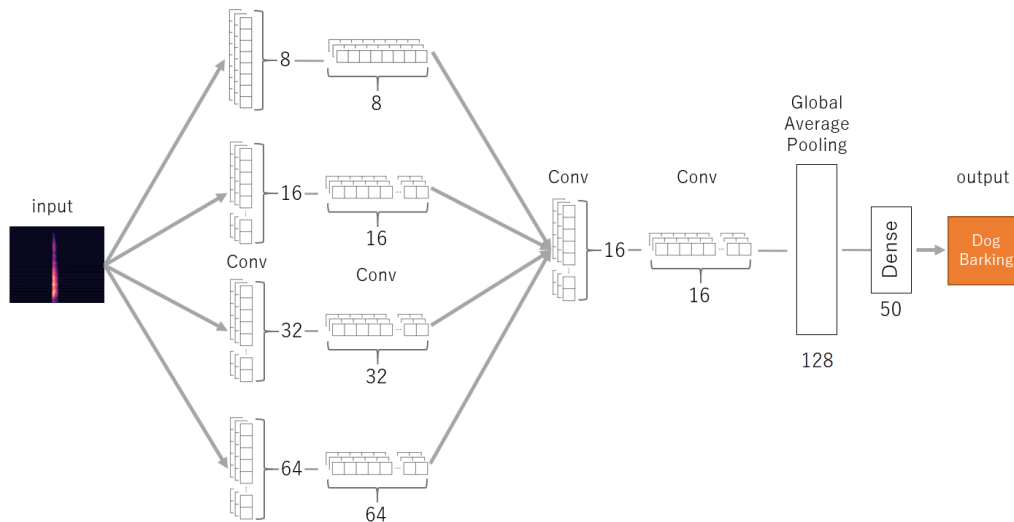 input
8
8
16
16
Conv
Conv
32
32
64
64
Conv
16
Conv
16
Global
Average
Pooling
128
Dense
50
output
Dog
Barking